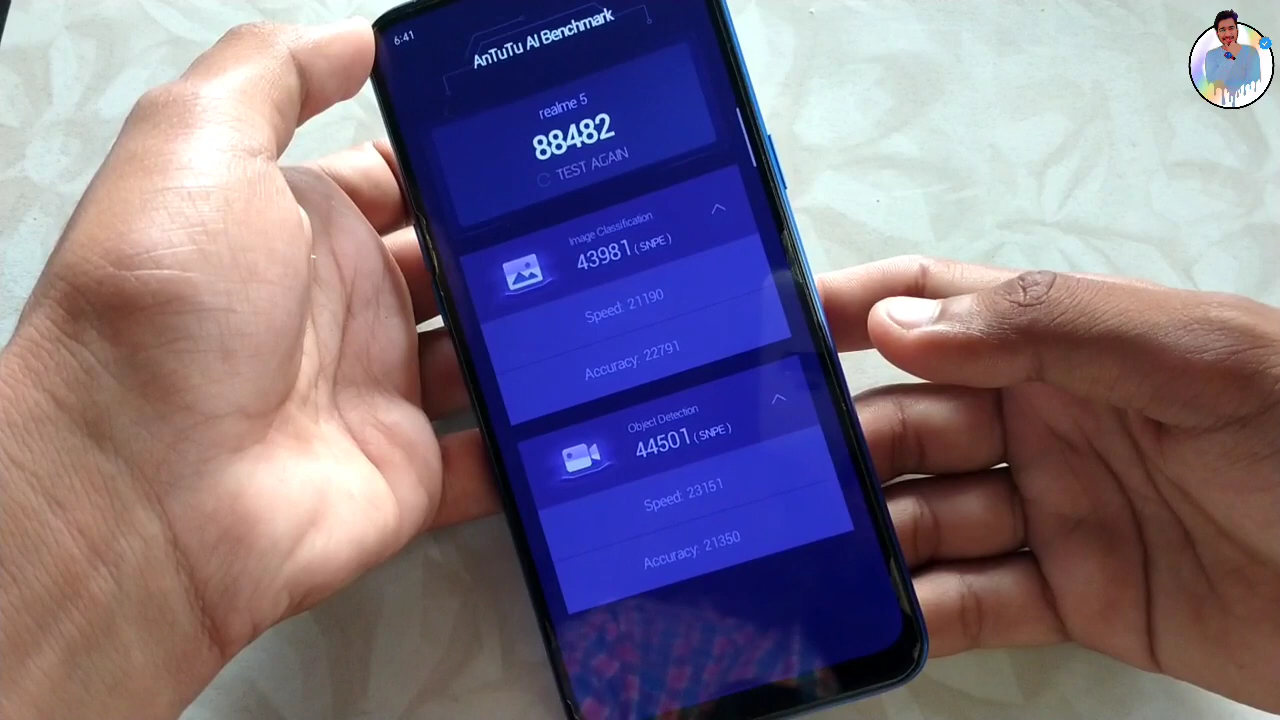 6:41
AnTuTu AI Benchmark
realme 5
88482
TEST AGAIN
Image Classification
43981 (SNPE)
Speed: 21190
Accuracy: 22791
Object Detection
44501 (SNPE)
Speed: 23151
Accuracy: 21350